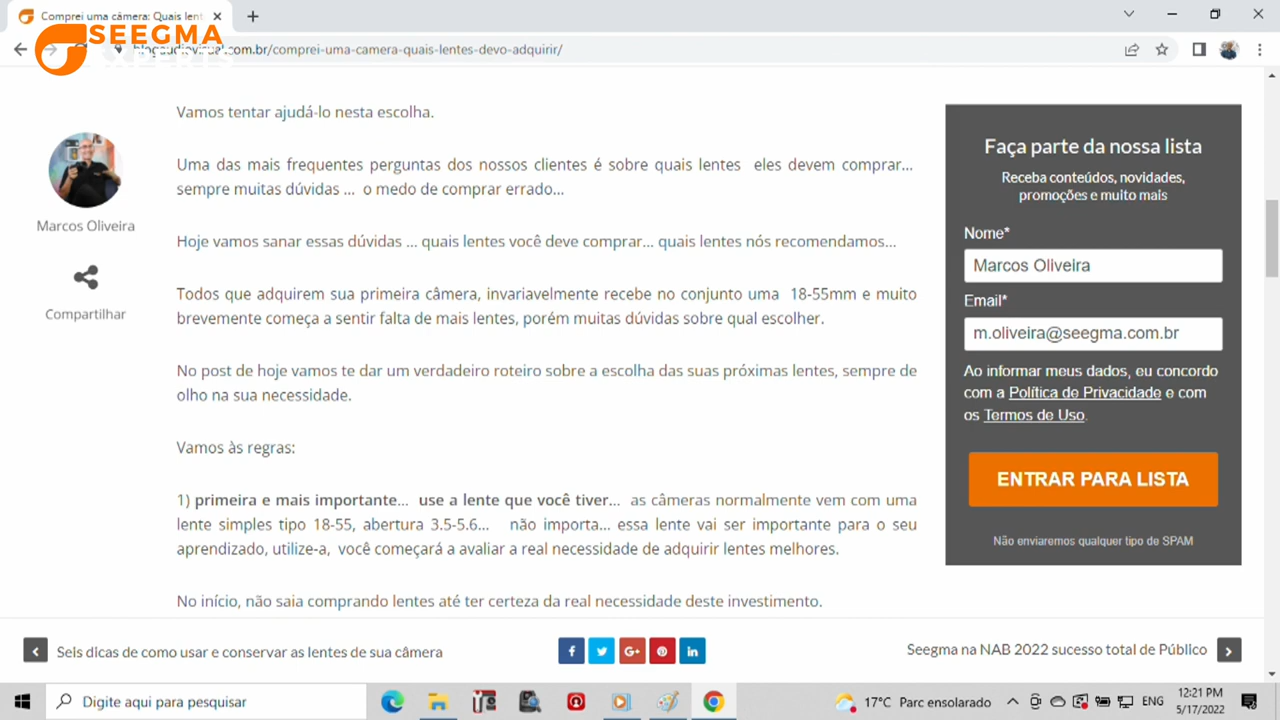 Comprei uma câmera: Quais lent
SEEGMA
EXPERTS
blogaudiovisual.com.br/comprei-uma-camera-quais-lentes-devo-adquirir/
Vamos tentar ajudá-lo nesta escolha.
Uma das mais frequentes perguntas dos nossos clientes é sobre quais lentes eles devem comprar...
sempre muitas dúvidas ... o medo de comprar errado...
Hoje vamos sanar essas dúvidas ... quais lentes você deve comprar... quais lentes nós recomendamos...
Todos que adquirem sua primeira câmera, invariavelmente recebe no conjunto uma 18-55mm e muito
brevemente começa a sentir falta de mais lentes, porém muitas dúvidas sobre qual escolher.
No post de hoje vamos te dar um verdadeiro roteiro sobre a escolha das suas próximas lentes, sempre de
olho na sua necessidade.
Vamos às regras:
1) primeira e mais importante... use a lente que você tiver... as câmeras normalmente vem com uma
lente simples tipo 18-55, abertura 3.5-5.6... não importa... essa lente vai ser importante para o seu
aprendizado, utilize-a, você começará a avaliar a real necessidade de adquirir lentes melhores.
No início, não saia comprando lentes até ter certeza da real necessidade deste investimento.
Marcos Oliveira
Compartilhar
Faça parte da nossa lista
Receba conteúdos, novidades,
promoções e muito mais
Nome*
Marcos Oliveira
Email*
m.oliveira@seegma.com.br
Ao informar meus dados, eu concordo
com a Política de Privacidade e com
os Termos de Uso.
ENTRAR PARA LISTA
Não enviaremos qualquer tipo de SPAM
Seis dicas de como usar e conservar as lentes de sua câmera
Seegma na NAB 2022 sucesso total de Público
Digite aqui para pesquisar
17°C Parc ensolarado
ENG
12:21 PM
5/17/2022